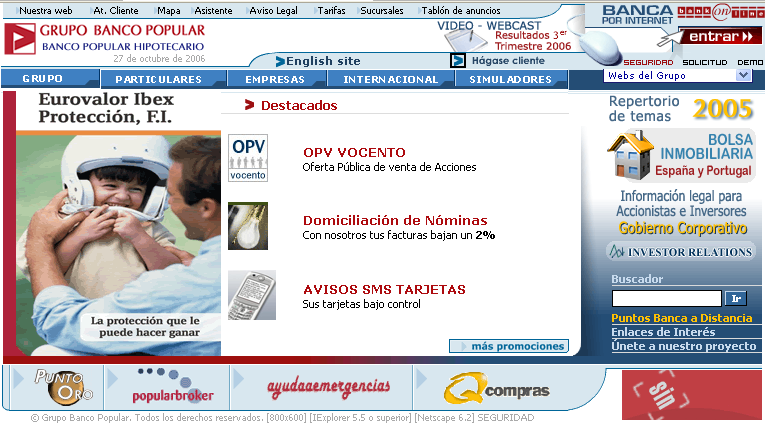 Nuestra web At. Cliente Mapa Asistente Aviso Legal Tarifas Sucursales Tablón de anuncios
GRUPO BANCO POPULAR
BANCO POPULAR HIPOTECARIO
27 de octubre de 2006
VIDEO - WEBCAST
Resultados 3er
Trimestre 2006
English site
Hágase cliente
BANCA
POR INTERNET
bank on line
entrar
SEGURIDAD SOLICITUD DEMO
GRUPO PARTICULARES EMPRESAS INTERNACIONAL SIMULADORES
Webs del Grupo
Eurovalor Ibex
Protección, F.I.
La protección que le
puede hacer ganar
Destacados
OPV
vocento
OPV VOCENTO
Oferta Pública de venta de Acciones
Domiciliación de Nóminas
Con nosotros tus facturas bajan un 2%
AVISOS SMS TARJETAS
Sus tarjetas bajo control
más promociones
Repertorio
de temas
2005
BOLSA
INMOBILIARIA
España y Portugal
Información legal para
Accionistas e Inversores
Gobierno Corporativo
INVESTOR RELATIONS
Buscador
Ir
Puntos Banca a Distancia
Enlaces de Interés
Únete a nuestro proyecto
PUNTO
ORO
popularbroker
ayudaaemergencias
Q compras
sin
© Grupo Banco Popular. Todos los derechos reservados. [800x600] [IExplorer 5.5 o superior] [Netscape 6.2] SEGURIDAD